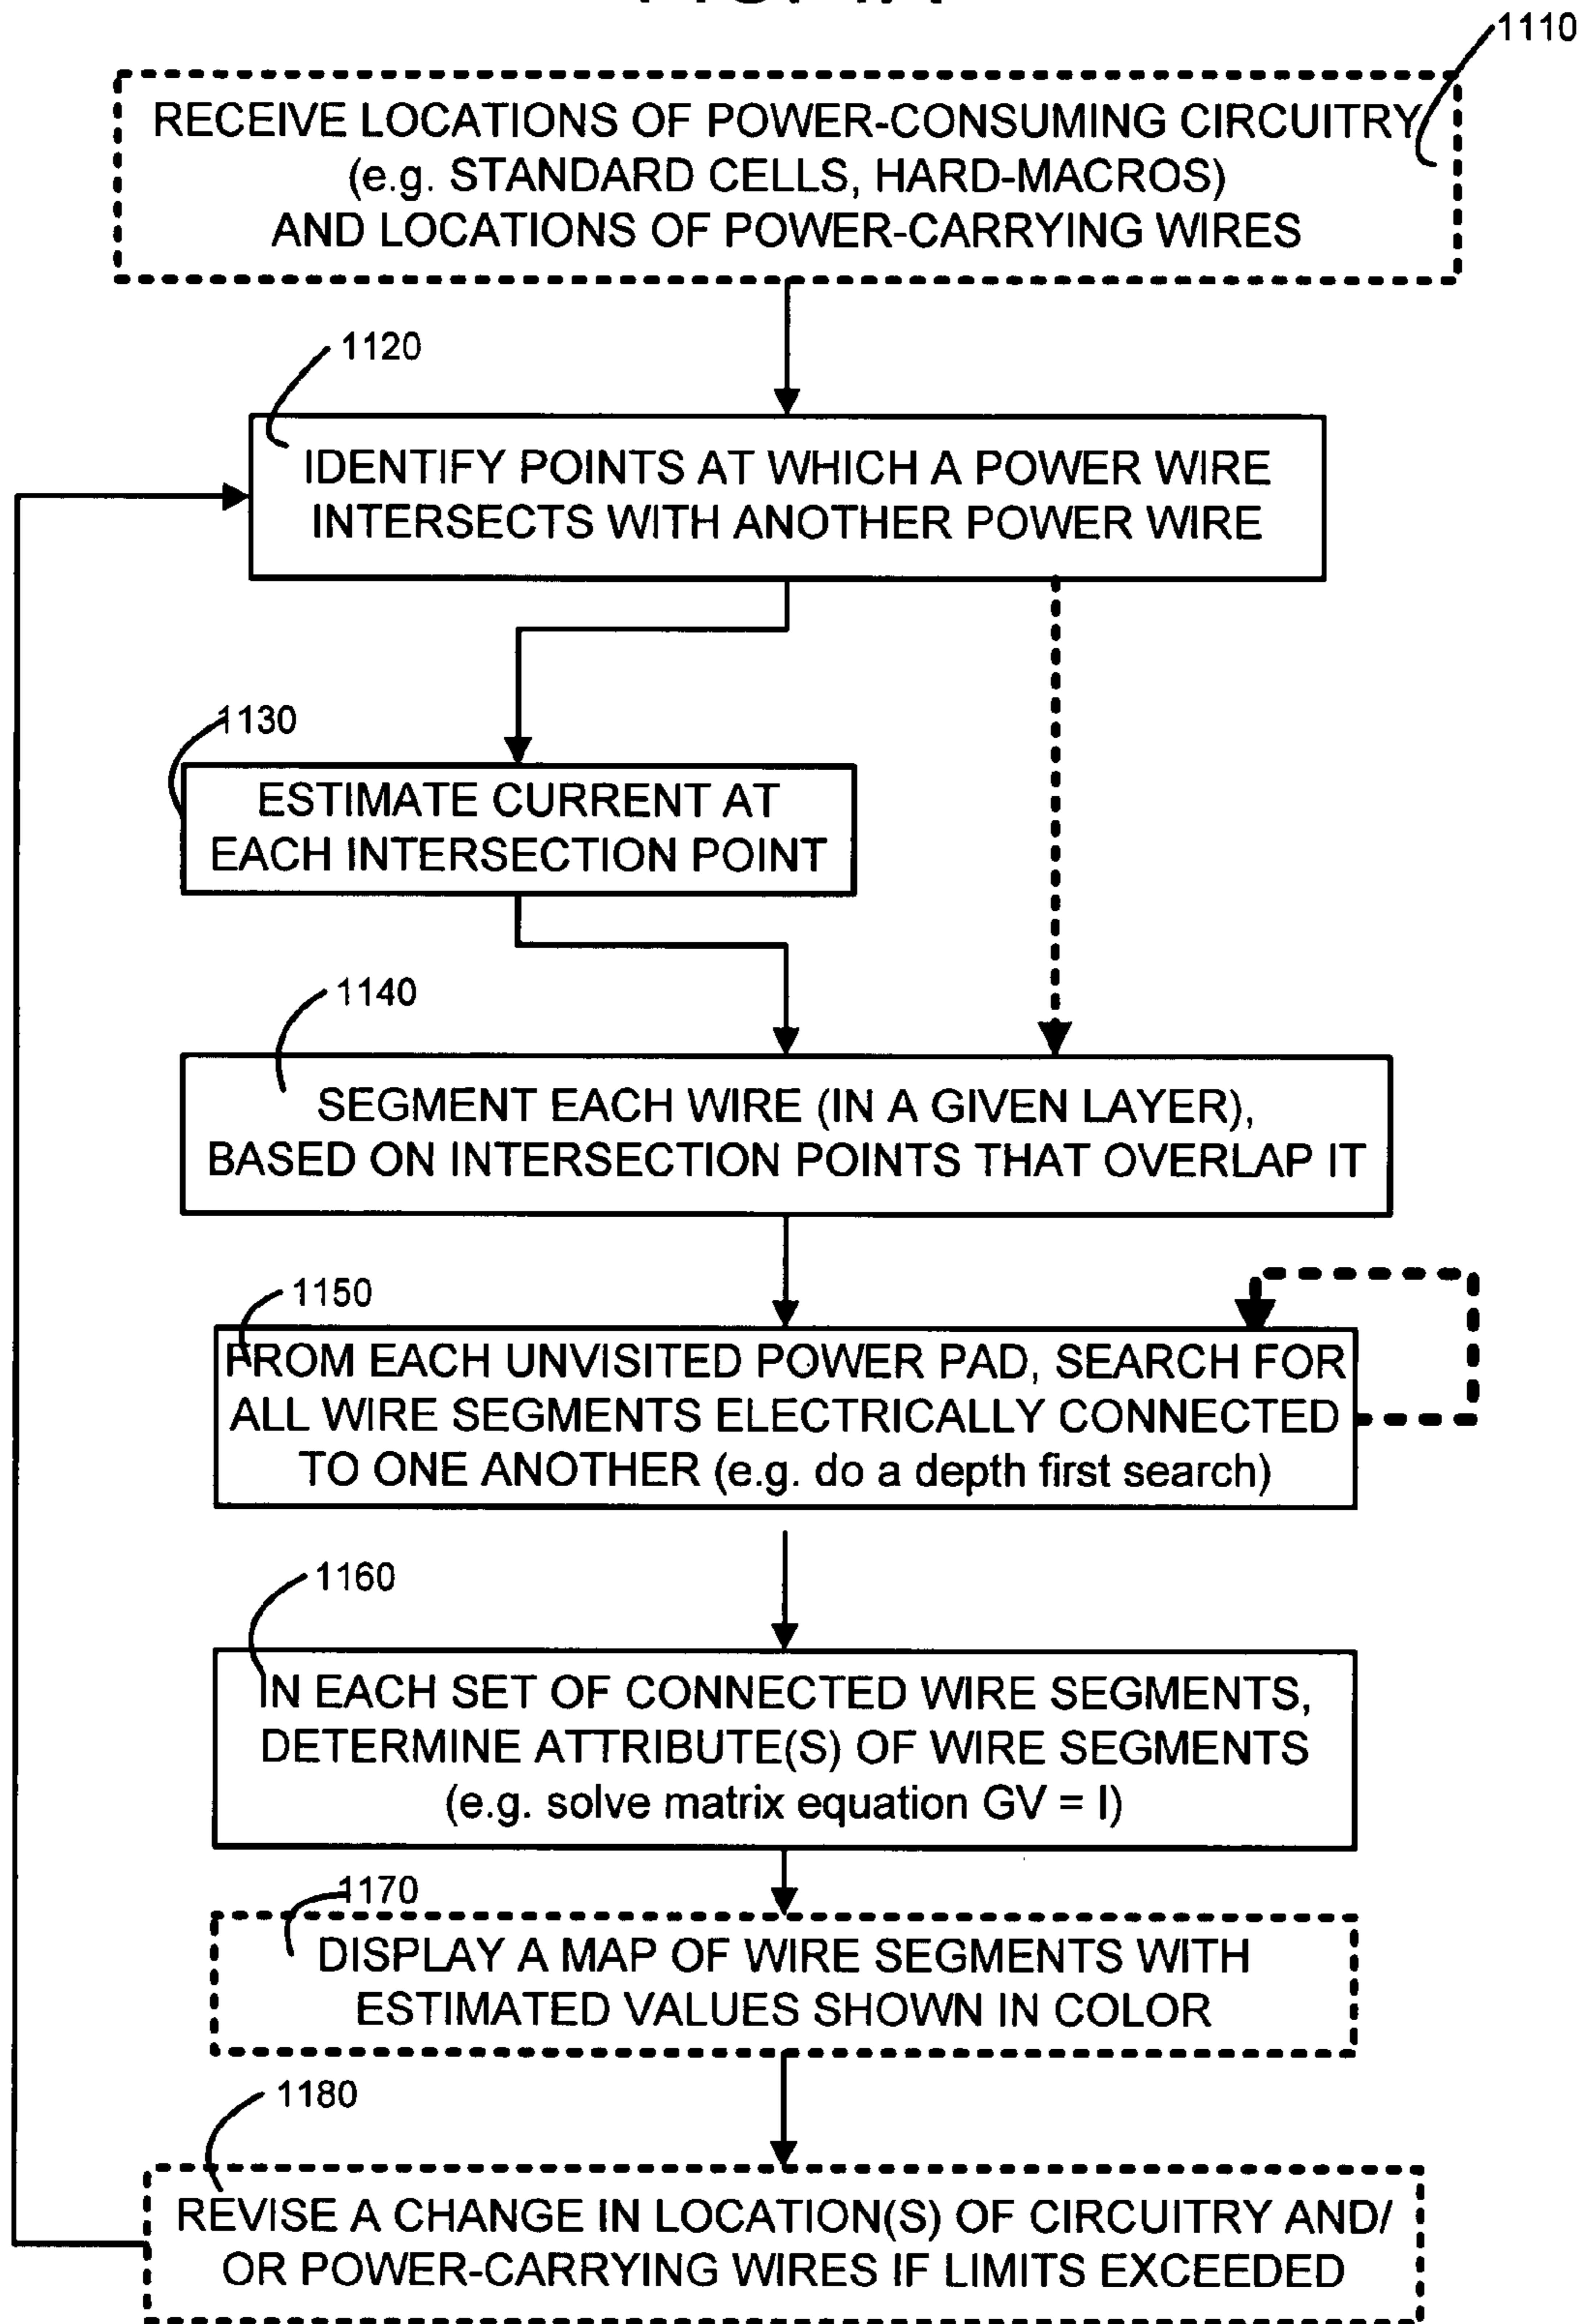 1110
RECEIVE LOCATIONS OF POWER-CONSUMING CIRCUITRY
(e.g. STANDARD CELLS, HARD-MACROS)
AND LOCATIONS OF POWER-CARRYING WIRES
1120
IDENTIFY POINTS AT WHICH A POWER WIRE
INTERSECTS WITH ANOTHER POWER WIRE
1130
ESTIMATE CURRENT AT
EACH INTERSECTION POINT
1140
SEGMENT EACH WIRE (IN A GIVEN LAYER),
BASED ON INTERSECTION POINTS THAT OVERLAP IT
1150
FROM EACH UNVISITED POWER PAD, SEARCH FOR
ALL WIRE SEGMENTS ELECTRICALLY CONNECTED
TO ONE ANOTHER (e.g. do a depth first search)
1160
IN EACH SET OF CONNECTED WIRE SEGMENTS,
DETERMINE ATTRIBUTE(S) OF WIRE SEGMENTS
(e.g. solve matrix equation GV = I)
1170
DISPLAY A MAP OF WIRE SEGMENTS WITH
ESTIMATED VALUES SHOWN IN COLOR
1180
REVISE A CHANGE IN LOCATION(S) OF CIRCUITRY AND/
OR POWER-CARRYING WIRES IF LIMITS EXCEEDED